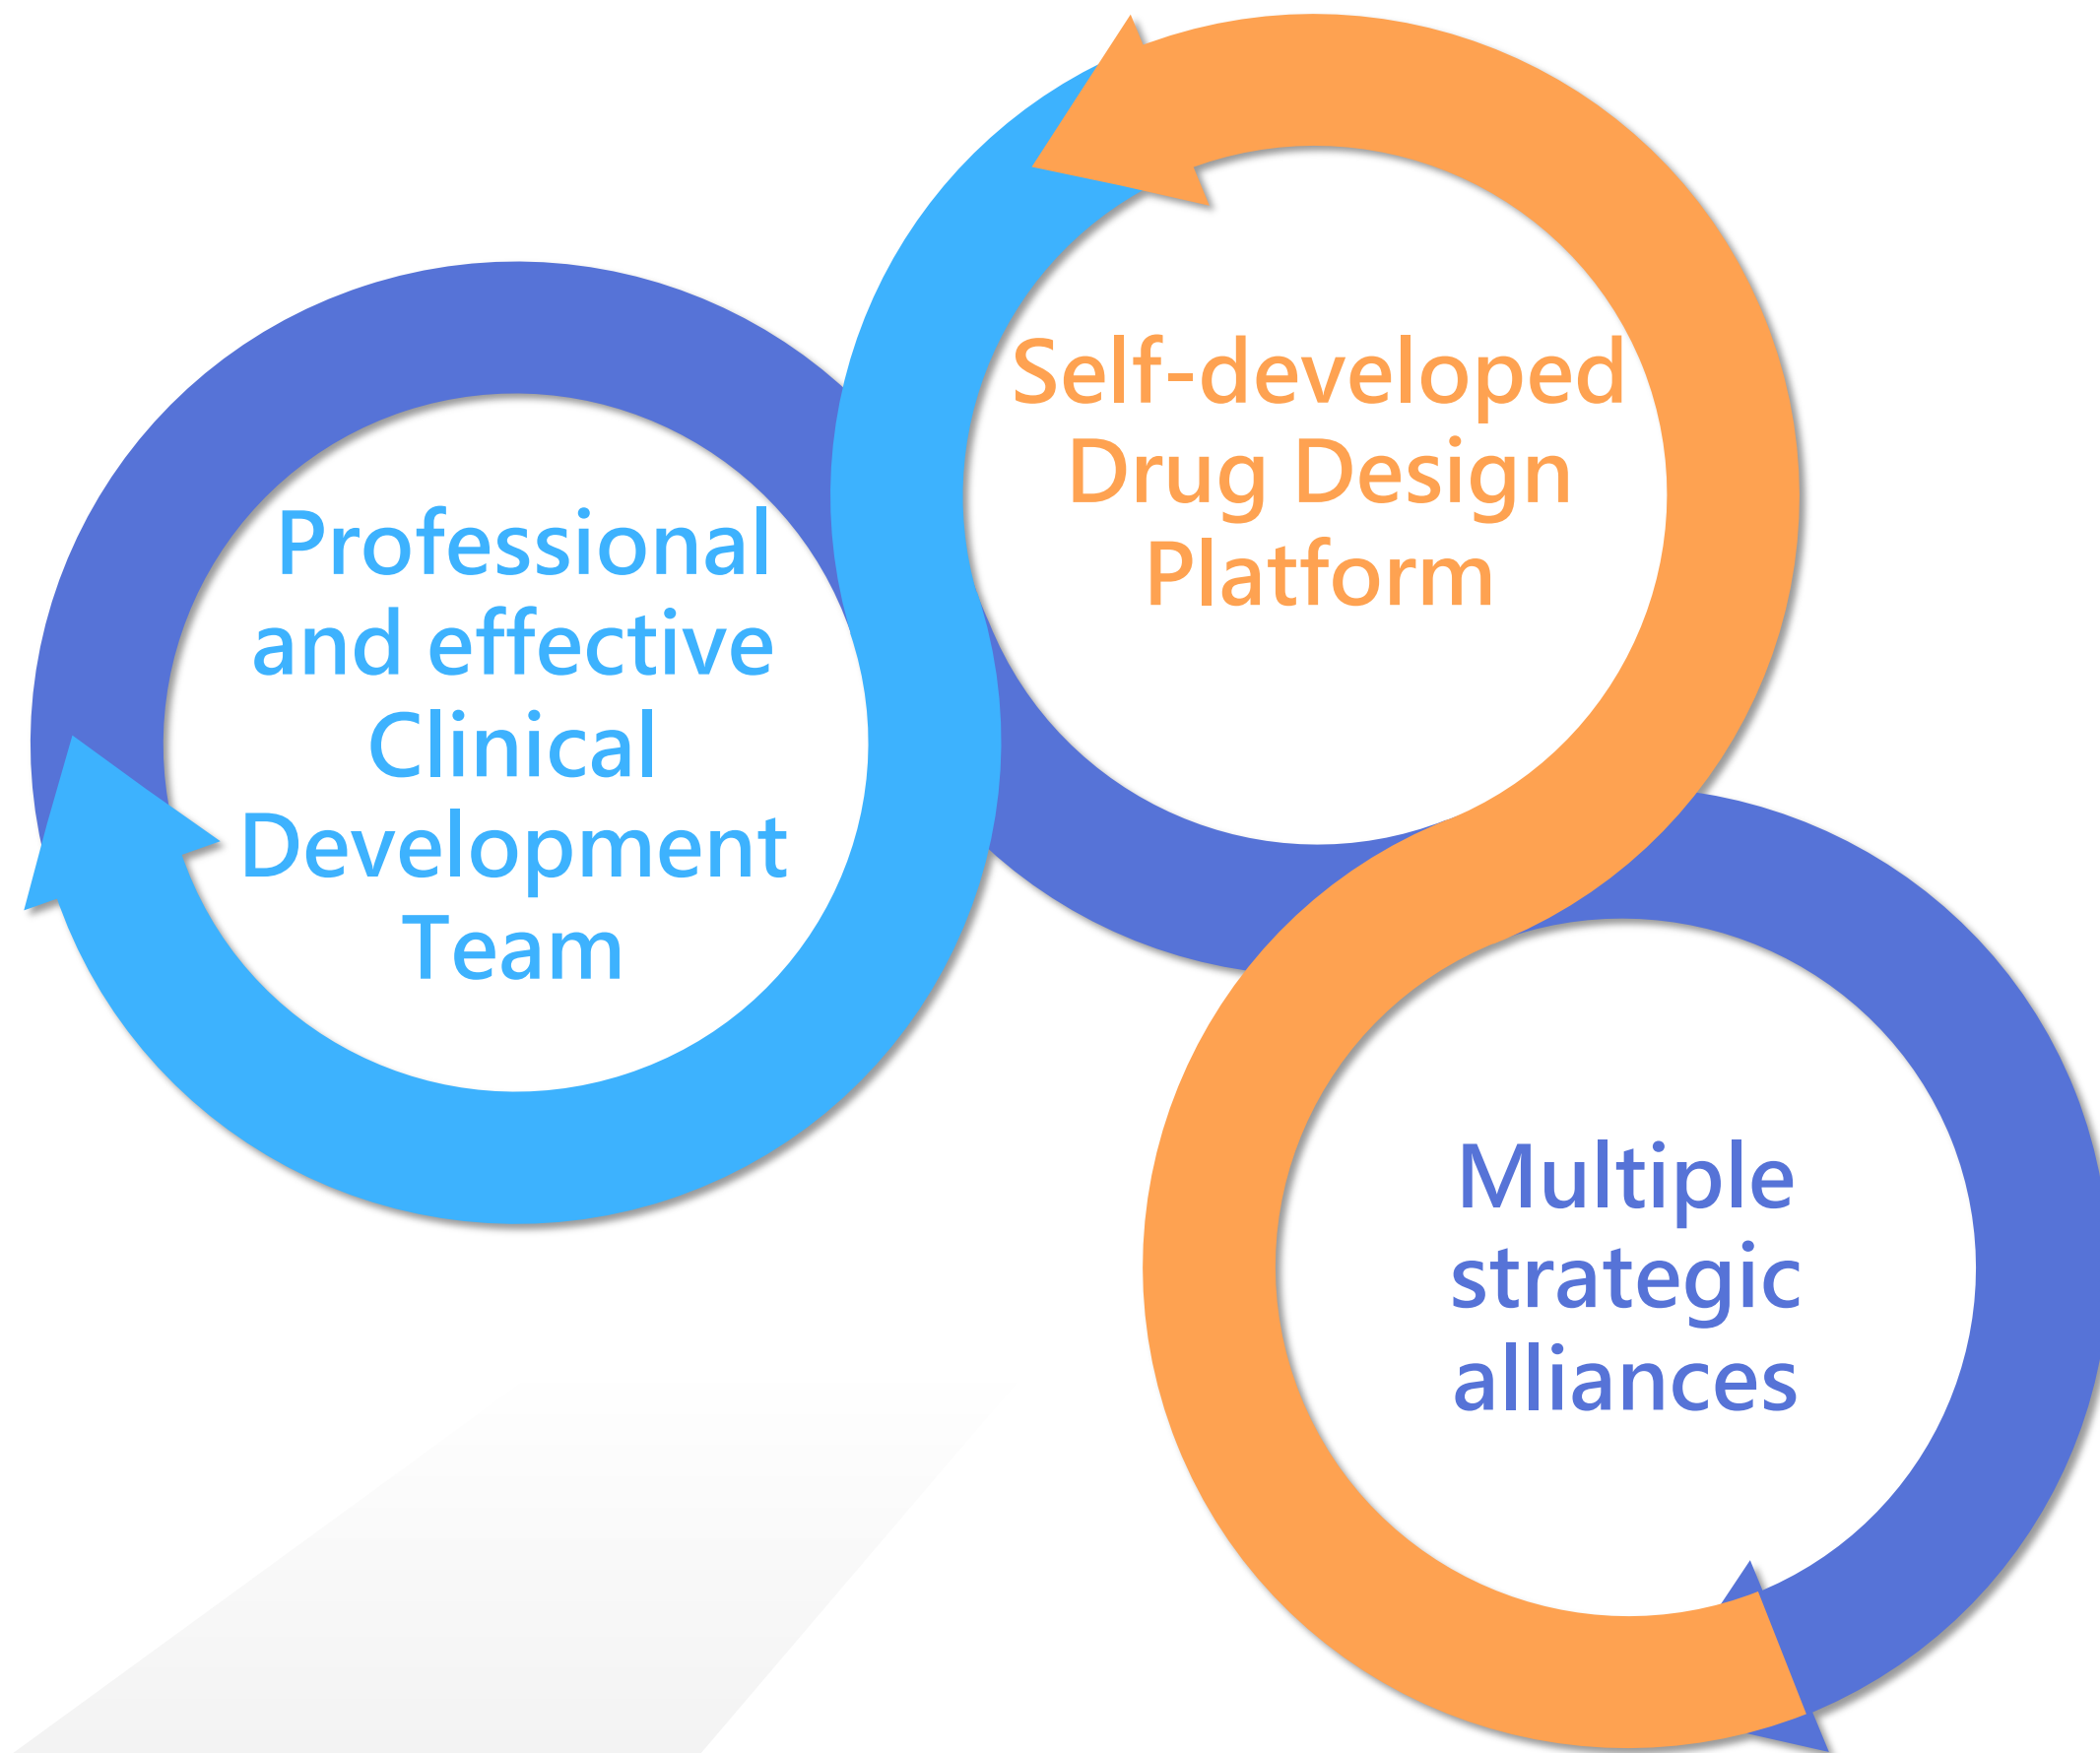 Professional
and effective
Clinical
Development
Team
Self-developed
Drug Design
Platform
Multiple
strategic
alliances